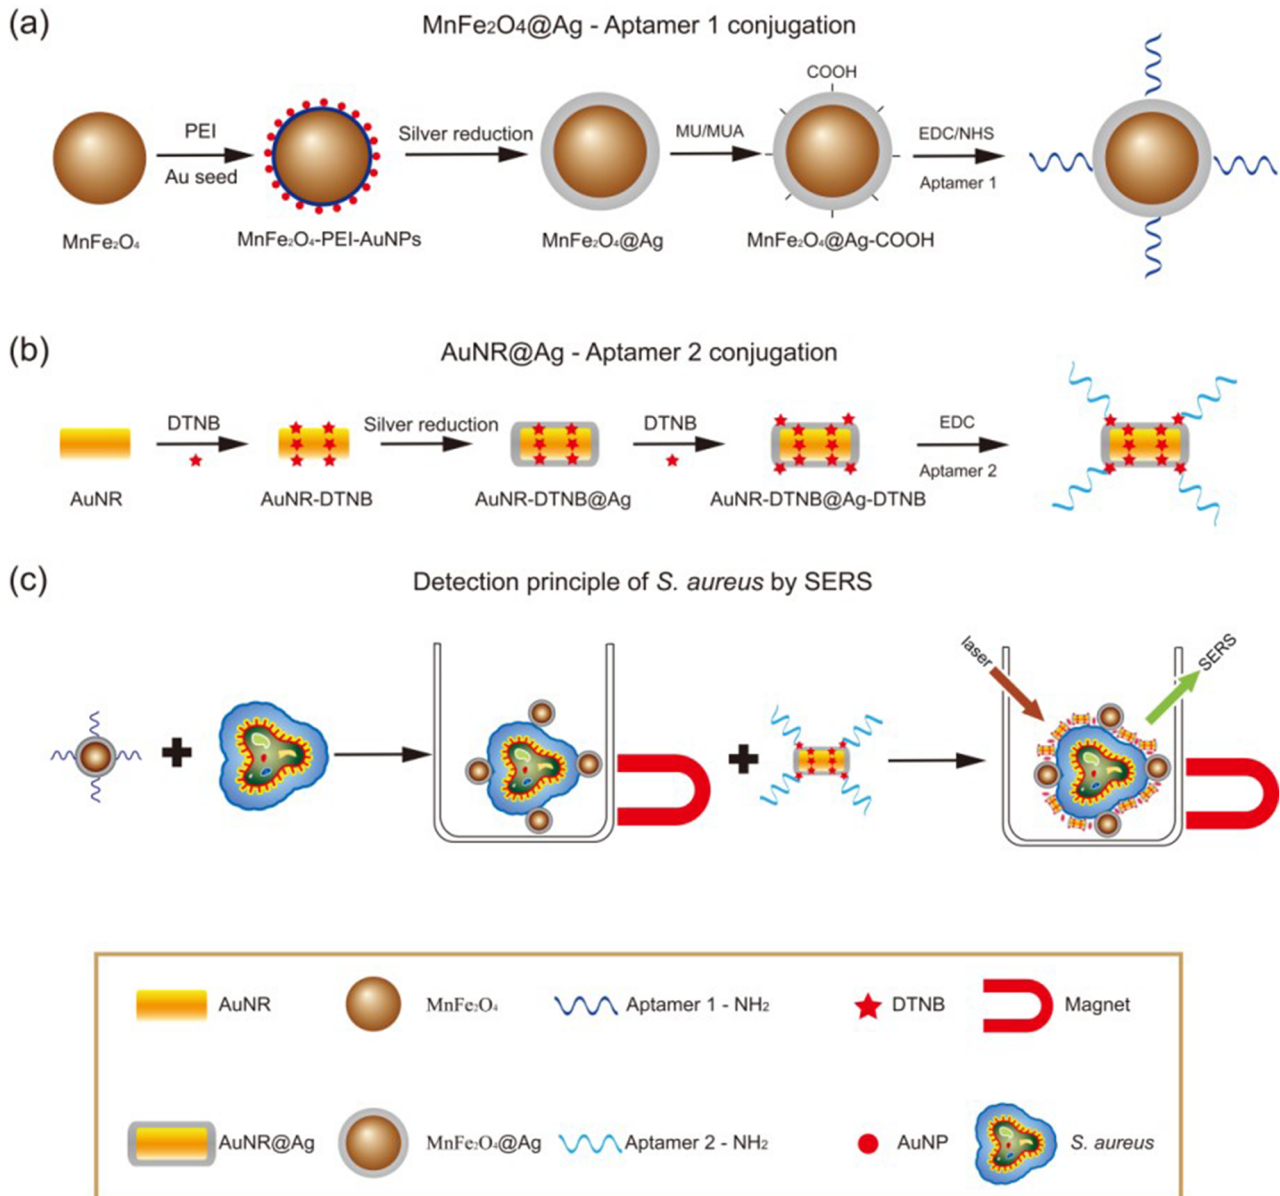 (a)
MnFe₂O₄@Ag - Aptamer 1 conjugation
COOH
PEI
Au seed
Silver reduction
MU/MUA
EDC/NHS
Aptamer 1
MnFe₂O₄
MnFe₂O₄-PEI-AuNPs
MnFe₂O₄@Ag
MnFe₂O₄@Ag-COOH
(b)
AuNR@Ag - Aptamer 2 conjugation
DTNB
Silver reduction
DTNB
EDC
Aptamer 2
AuNR
AuNR-DTNB
AuNR-DTNB@Ag
AuNR-DTNB@Ag-DTNB
(c)
Detection principle of S. aureus by SERS
laser
SERS
AuNR
MnFe₂O₄
Aptamer 1 - NH₂
DTNB
Magnet
AuNR@Ag
MnFe₂O₄@Ag
Aptamer 2 - NH₂
AuNP
S. aureus